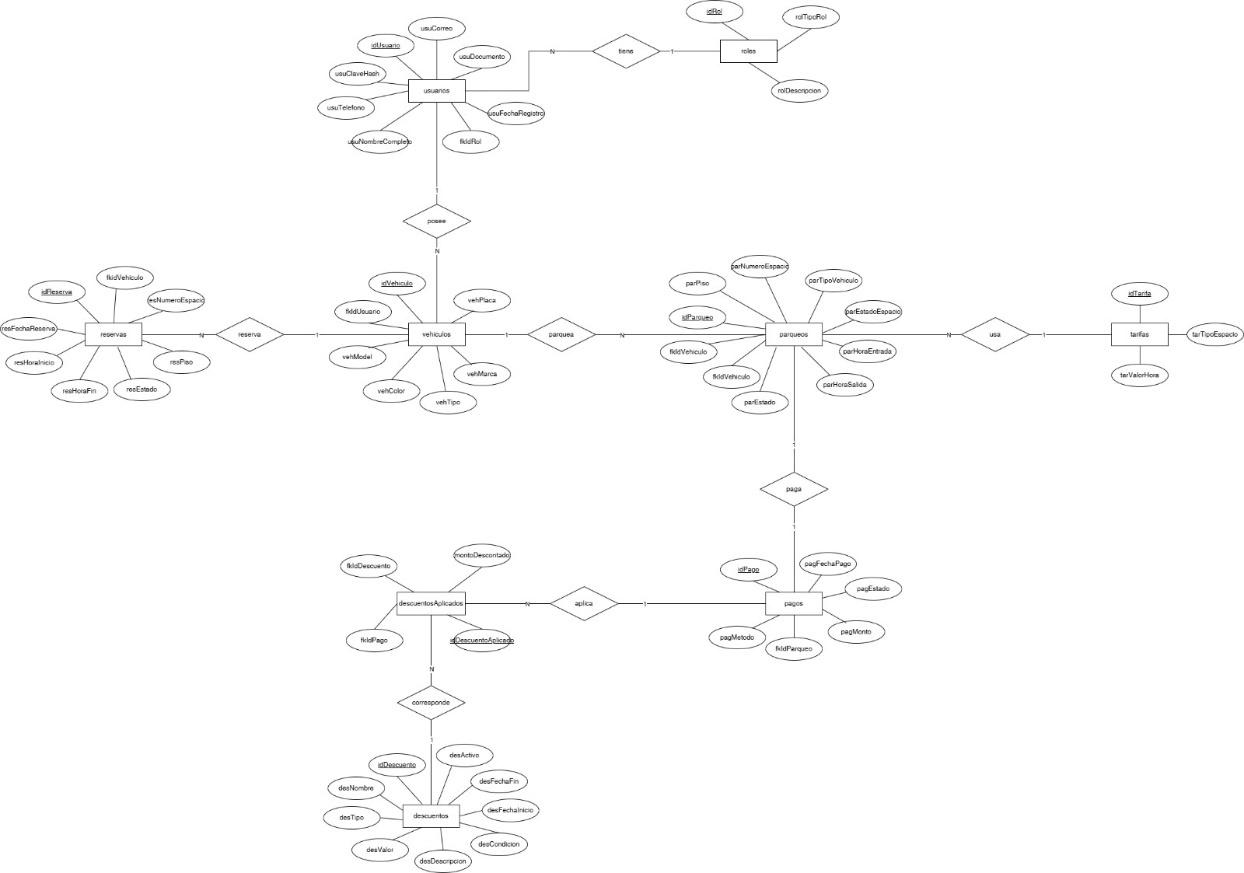 idRol
rolTipoRol
roles
rolDescripcion
tiene
N
1
usuCorreo
idUsuario
usuDocumento
usuClaveHash
usuarios
usuTelefono
usuFechaRegistro
usuNombreCompleto
fkIdRol
1
posee
N
fkidVehiculo
idReserva
esNumeroEspacio
resFechaReserva
reservas
resHoraInicio
resPiso
resHoraFin
resEstado
N
reserva
1
idVehiculo
vehPlaca
fkIdUsuario
vehiculos
vehModel
vehMarca
vehColor
vehTipo
1
parquea
N
parNumeroEspacio
parPiso
parTipoVehiculo
idParqueo
parEstadoEspacio
parqueos
fkIdVehiculo
parHoraEntrada
fkIdVehiculo
parHoraSalida
parEstado
N
usa
1
idTarifa
tarifas
tarTipoEspacio
tarValorHora
1
paga
1
idPago
pagFechaPago
pagEstado
pagos
pagMetodo
pagMonto
fkIdParqueo
N
aplica
1
montoDescontado
fkIdDescuento
descuentosAplicados
fkIdPago
idDescuentoAplicado
N
corresponde
1
desActivo
idDescuento
desFechaFin
desNombre
desFechaInicio
desTipo
descuentos
desCondicion
desValor
desDescripcion